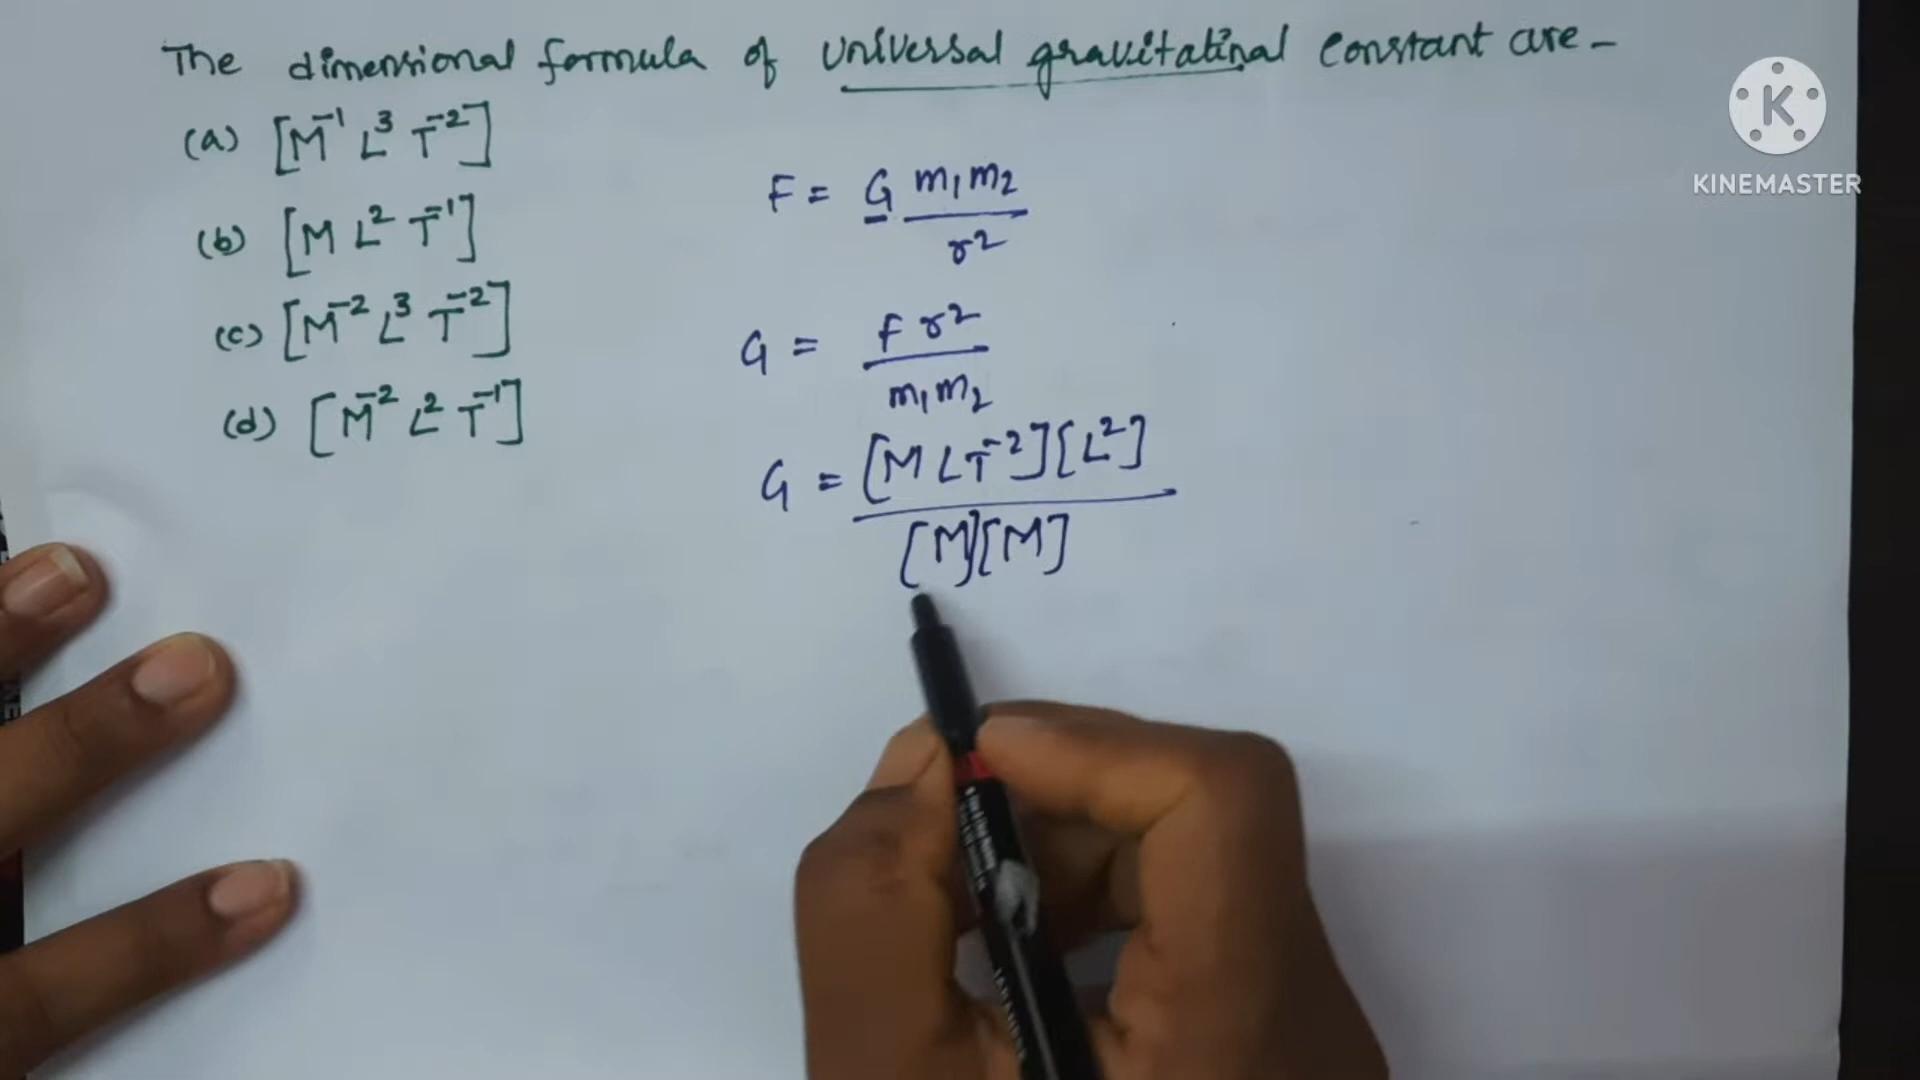 The dimensional formula of universal gravitatinal constant are -
(a) [M⁻¹ L³ T⁻²]
(b) [M L² T⁻¹]
(c) [M⁻² L³ T⁻²]
(d) [M⁻² L² T⁻¹]
F = G m₁m₂ / r²
G = F r² / m₁m₂
G = [M L T⁻²][L²] / [M][M]
KINEMASTER